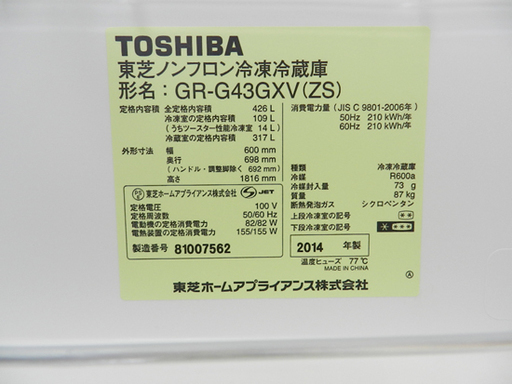 TOSHIBA
東芝ノンフロン冷凍冷蔵庫
形名：GR-G43GXV(ZS)
定格内容積 全定格内容積 426 L
冷凍室の定格内容積 109 L
(うちツースター性能冷凍室 14 L)
冷蔵室の定格内容積 317 L
外形寸法 幅 600 mm
奥行 698 mm
(ハンドル・調整脚除く 692 mm)
高さ 1816 mm
東芝ホームアプライアンス株式会社 JET
定格電圧 100 V
定格周波数 50/60 Hz
電動機の定格消費電力 82/82 W
電熱装置の定格消費電力 155/155 W
製造番号 81007562
消費電力量 (JIS C 9801-2006年)
50Hz 210 kWh/年
60Hz 210 kWh/年
種類 冷凍冷蔵庫
冷媒 R600a
冷媒封入量 73 g
質量 87 kg
断熱発泡ガス シクロペンタン
上段冷凍室の記号
下段冷凍室の記号
2014 年製
温度ヒューズ 77℃
MADE IN CHINA
Ⓐ
東芝ホームアプライアンス株式会社